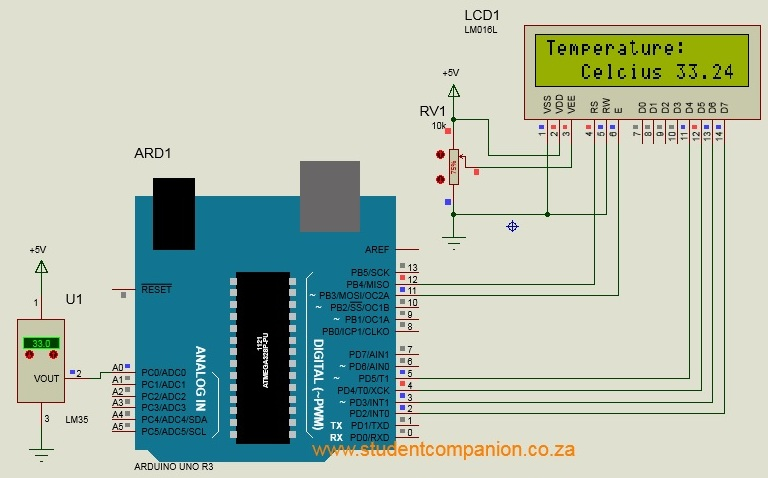 LCD1
LM016L
Temperature:
Celcius 33.24
VSS VDD VEE RS RW E D0 D1 D2 D3 D4 D5 D6 D7
1 2 3 4 5 6 7 8 9 10 11 12 13 14
+5V
RV1
10k
75%
ARD1
AREF
PB5/SCK 13
RESET
PB4/MISO 12
~ PB3/MOSI/OC2A 11
~ PB2/SS/OC1B 10
~ PB1/OC1A 9
PB0/ICP1/CLKO 8
PD7/AIN1 7
~ PD6/AIN0 6
~ PD5/T1 5
PD4/T0/XCK 4
~ PD3/INT1 3
PD2/INT0 2
TX PD1/TXD 1
RX PD0/RXD 0
DIGITAL (~PWM)
1121
ATMEGA328P-PU
ANALOG IN
A0 PC0/ADC0
A1 PC1/ADC1
A2 PC2/ADC2
A3 PC3/ADC3
A4 PC4/ADC4/SDA
A5 PC5/ADC5/SCL
+5V
1
U1
33.0
VOUT 2
3
LM35
www.studentcompanion.co.za
ARDUINO UNO R3